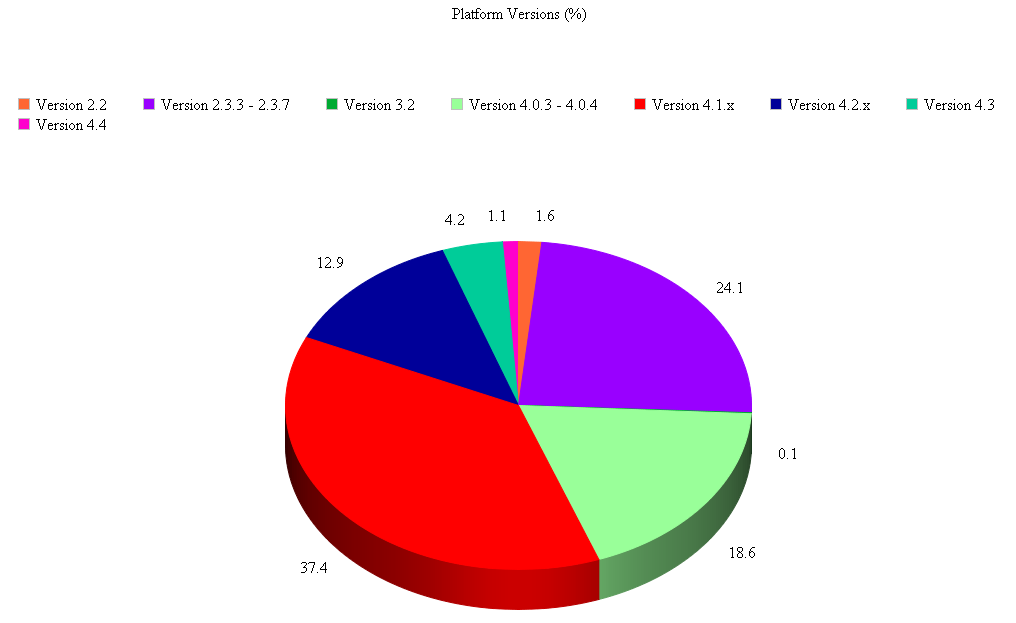 Platform Versions (%)
Version 2.2 Version 2.3.3 - 2.3.7 Version 3.2 Version 4.0.3 - 4.0.4 Version 4.1.x Version 4.2.x Version 4.3
Version 4.4
4.2 1.1 1.6
12.9
24.1
0.1
18.6
37.4